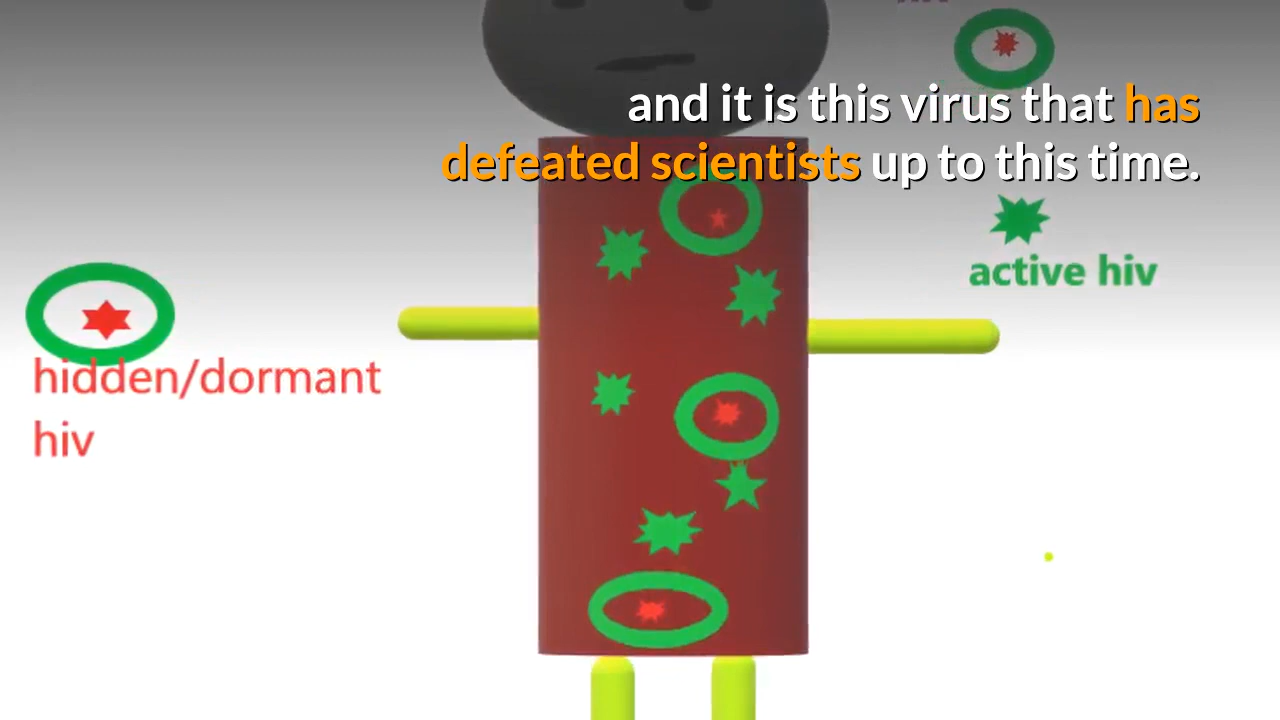 and it is this virus that has
defeated scientists up to this time.
active hiv
hidden/dormant
hiv